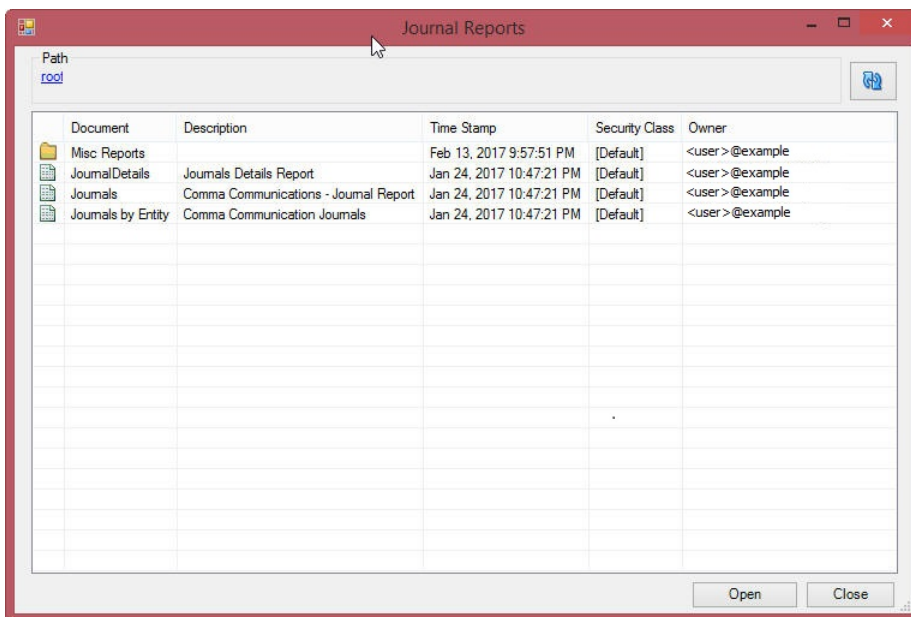 Journal Reports
Path
root
Document Description Time Stamp Security Class Owner
Misc Reports Feb 13, 2017 9:57:51 PM [Default] <user>@example
JournalDetails Journals Details Report Jan 24, 2017 10:47:21 PM [Default] <user>@example
Journals Comma Communications - Journal Report Jan 24, 2017 10:47:21 PM [Default] <user>@example
Journals by Entity Comma Communication Journals Jan 24, 2017 10:47:21 PM [Default] <user>@example
Open Close